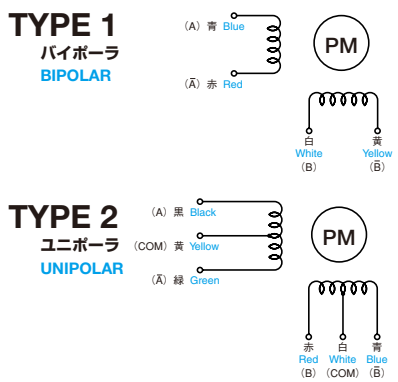 TYPE 1
バイポーラ
BIPOLAR
(A) 青 Blue
(Ā) 赤 Red
PM
白 黄
White Yellow
(B) (B̄)
TYPE 2
ユニポーラ
UNIPOLAR
(A) 黒 Black
(COM) 黄 Yellow
(Ā) 緑 Green
PM
赤 白 青
Red White Blue
(B) (COM) (B̄)